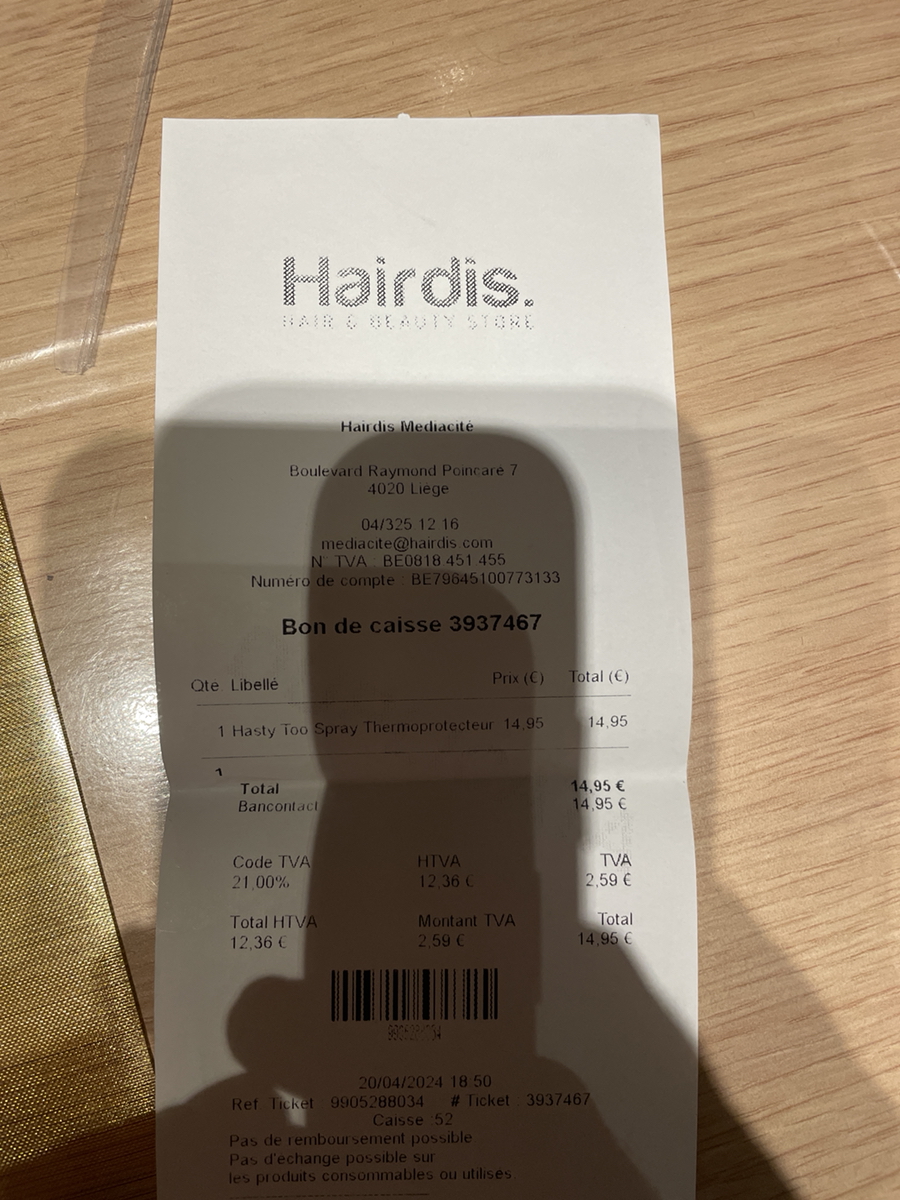 Hairdis.
HAIR & BEAUTY STORE
Hairdis Mediacité
Boulevard Raymond Poincaré 7
4020 Liège
04/325 12 16
mediacite@hairdis.com
N° TVA : BE0818 451 455
Numéro de compte : BE79645100773133
Bon de caisse 3937467
Qté Libellé Prix (€) Total (€)
1 Hasty Too Spray Thermoprotecteur 14,95 14,95
1
Total 14,95 €
Bancontact 14,95 €
Code TVA HTVA TVA
21,00% 12,36 € 2,59 €
Total HTVA Montant TVA Total
12,36 € 2,59 € 14,95 €
20/04/2024 18:50
Ref Ticket : 9905288034 # Ticket : 3937467
Caisse :52
Pas de remboursement possible.
Pas d'échange possible sur
les produits consommables ou utilisés.